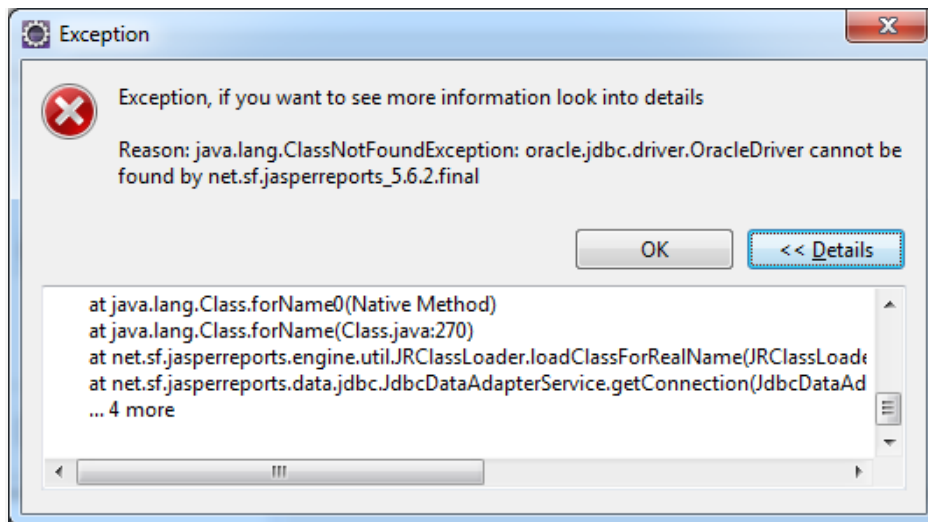 Exception
Exception, if you want to see more information look into details
Reason: java.lang.ClassNotFoundException: oracle.jdbc.driver.OracleDriver cannot be
found by net.sf.jasperreports_5.6.2.final
OK
<< Details
at java.lang.Class.forName0(Native Method)
at java.lang.Class.forName(Class.java:270)
at net.sf.jasperreports.engine.util.JRClassLoader.loadClassForRealName(JRClassLoade
at net.sf.jasperreports.data.jdbc.JdbcDataAdapterService.getConnection(JdbcDataAd
... 4 more